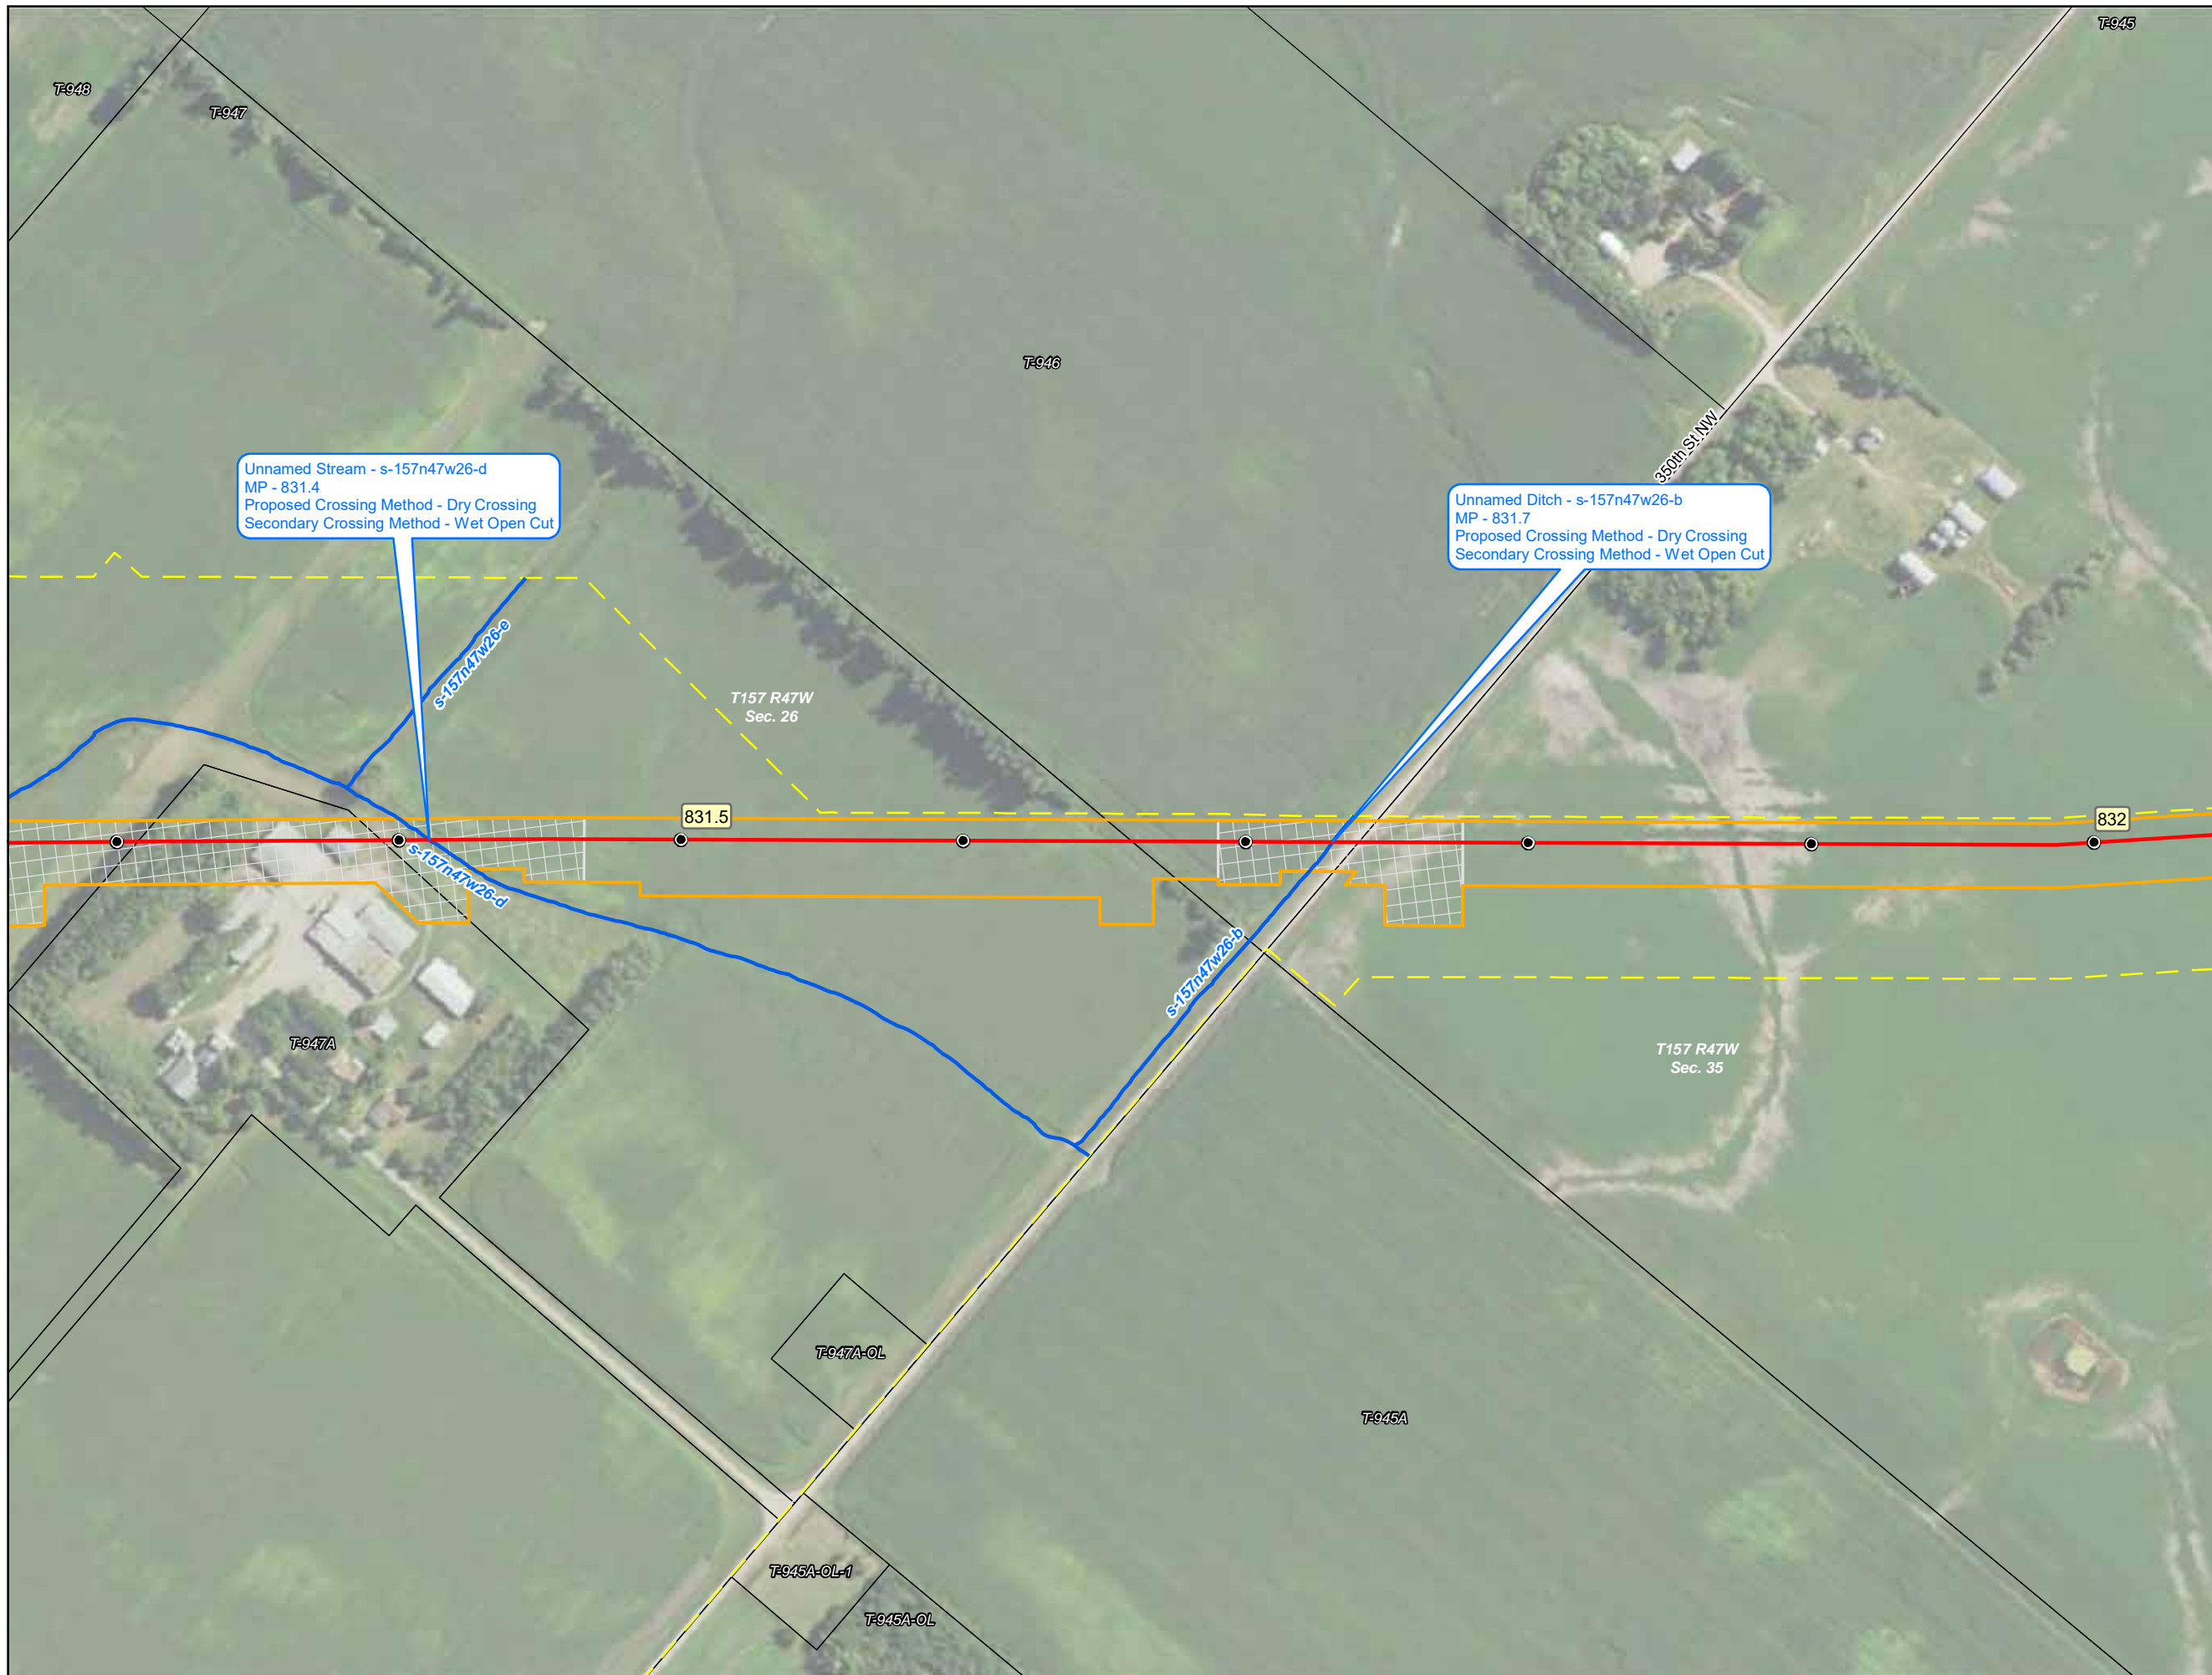 T-945
T-948
T-947
T-946
350th St NW
Unnamed Stream - s-157n47w26-d
MP - 831.4
Proposed Crossing Method - Dry Crossing
Secondary Crossing Method - Wet Open Cut
Unnamed Ditch - s-157n47w26-b
MP - 831.7
Proposed Crossing Method - Dry Crossing
Secondary Crossing Method - Wet Open Cut
s-157n47w26-e
T157 R47W
Sec. 26
831.5
832
s-157n47w26-d
s-157n47w26-b
T-947A
T157 R47W
Sec. 35
T-947A-OL
T-945A
T-945A-OL-1
T-945A-OL